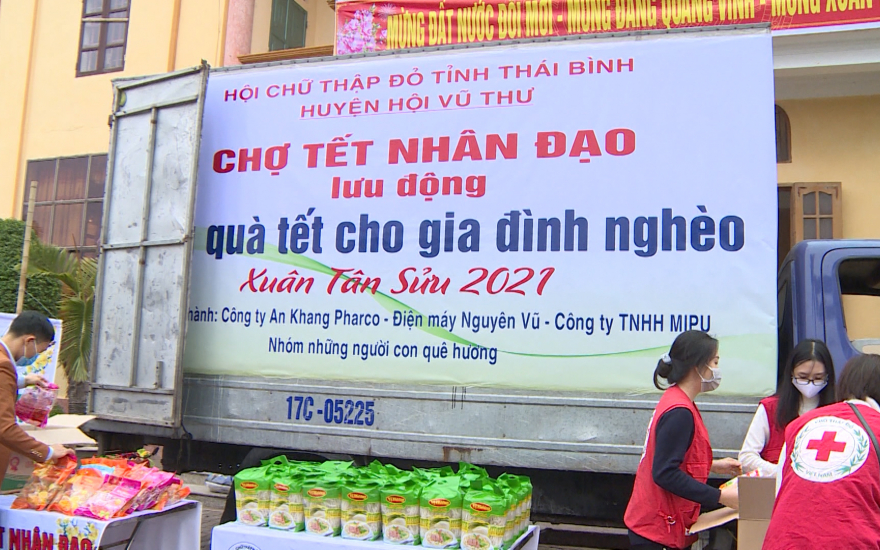 MỪNG ĐẤT NƯỚC ĐỔI MỚI - MỪNG ĐẢNG QUANG VINH - MỪNG XUÂN
HỘI CHỮ THẬP ĐỎ TỈNH THÁI BÌNH
HUYỆN HỘI VŨ THƯ
CHỢ TẾT NHÂN ĐẠO
lưu động
quà tết cho gia đình nghèo
Xuân Tân Sửu 2021
hành: Công ty An Khang Pharco - Điện máy Nguyên Vũ - Công ty TNHH MIPU
Nhóm những người con quê hương
17C-05225
TẾT NHÂN ĐẠO